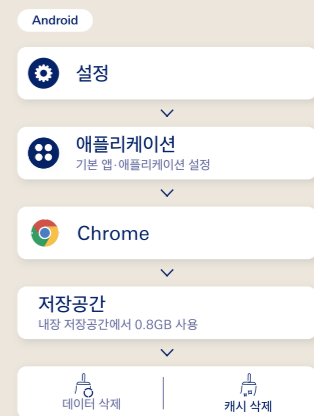 Android
설정
애플리케이션
기본 앱·애플리케이션 설정
Chrome
저장공간
내장 저장공간에서 0.8GB 사용
데이터 삭제
캐시 삭제